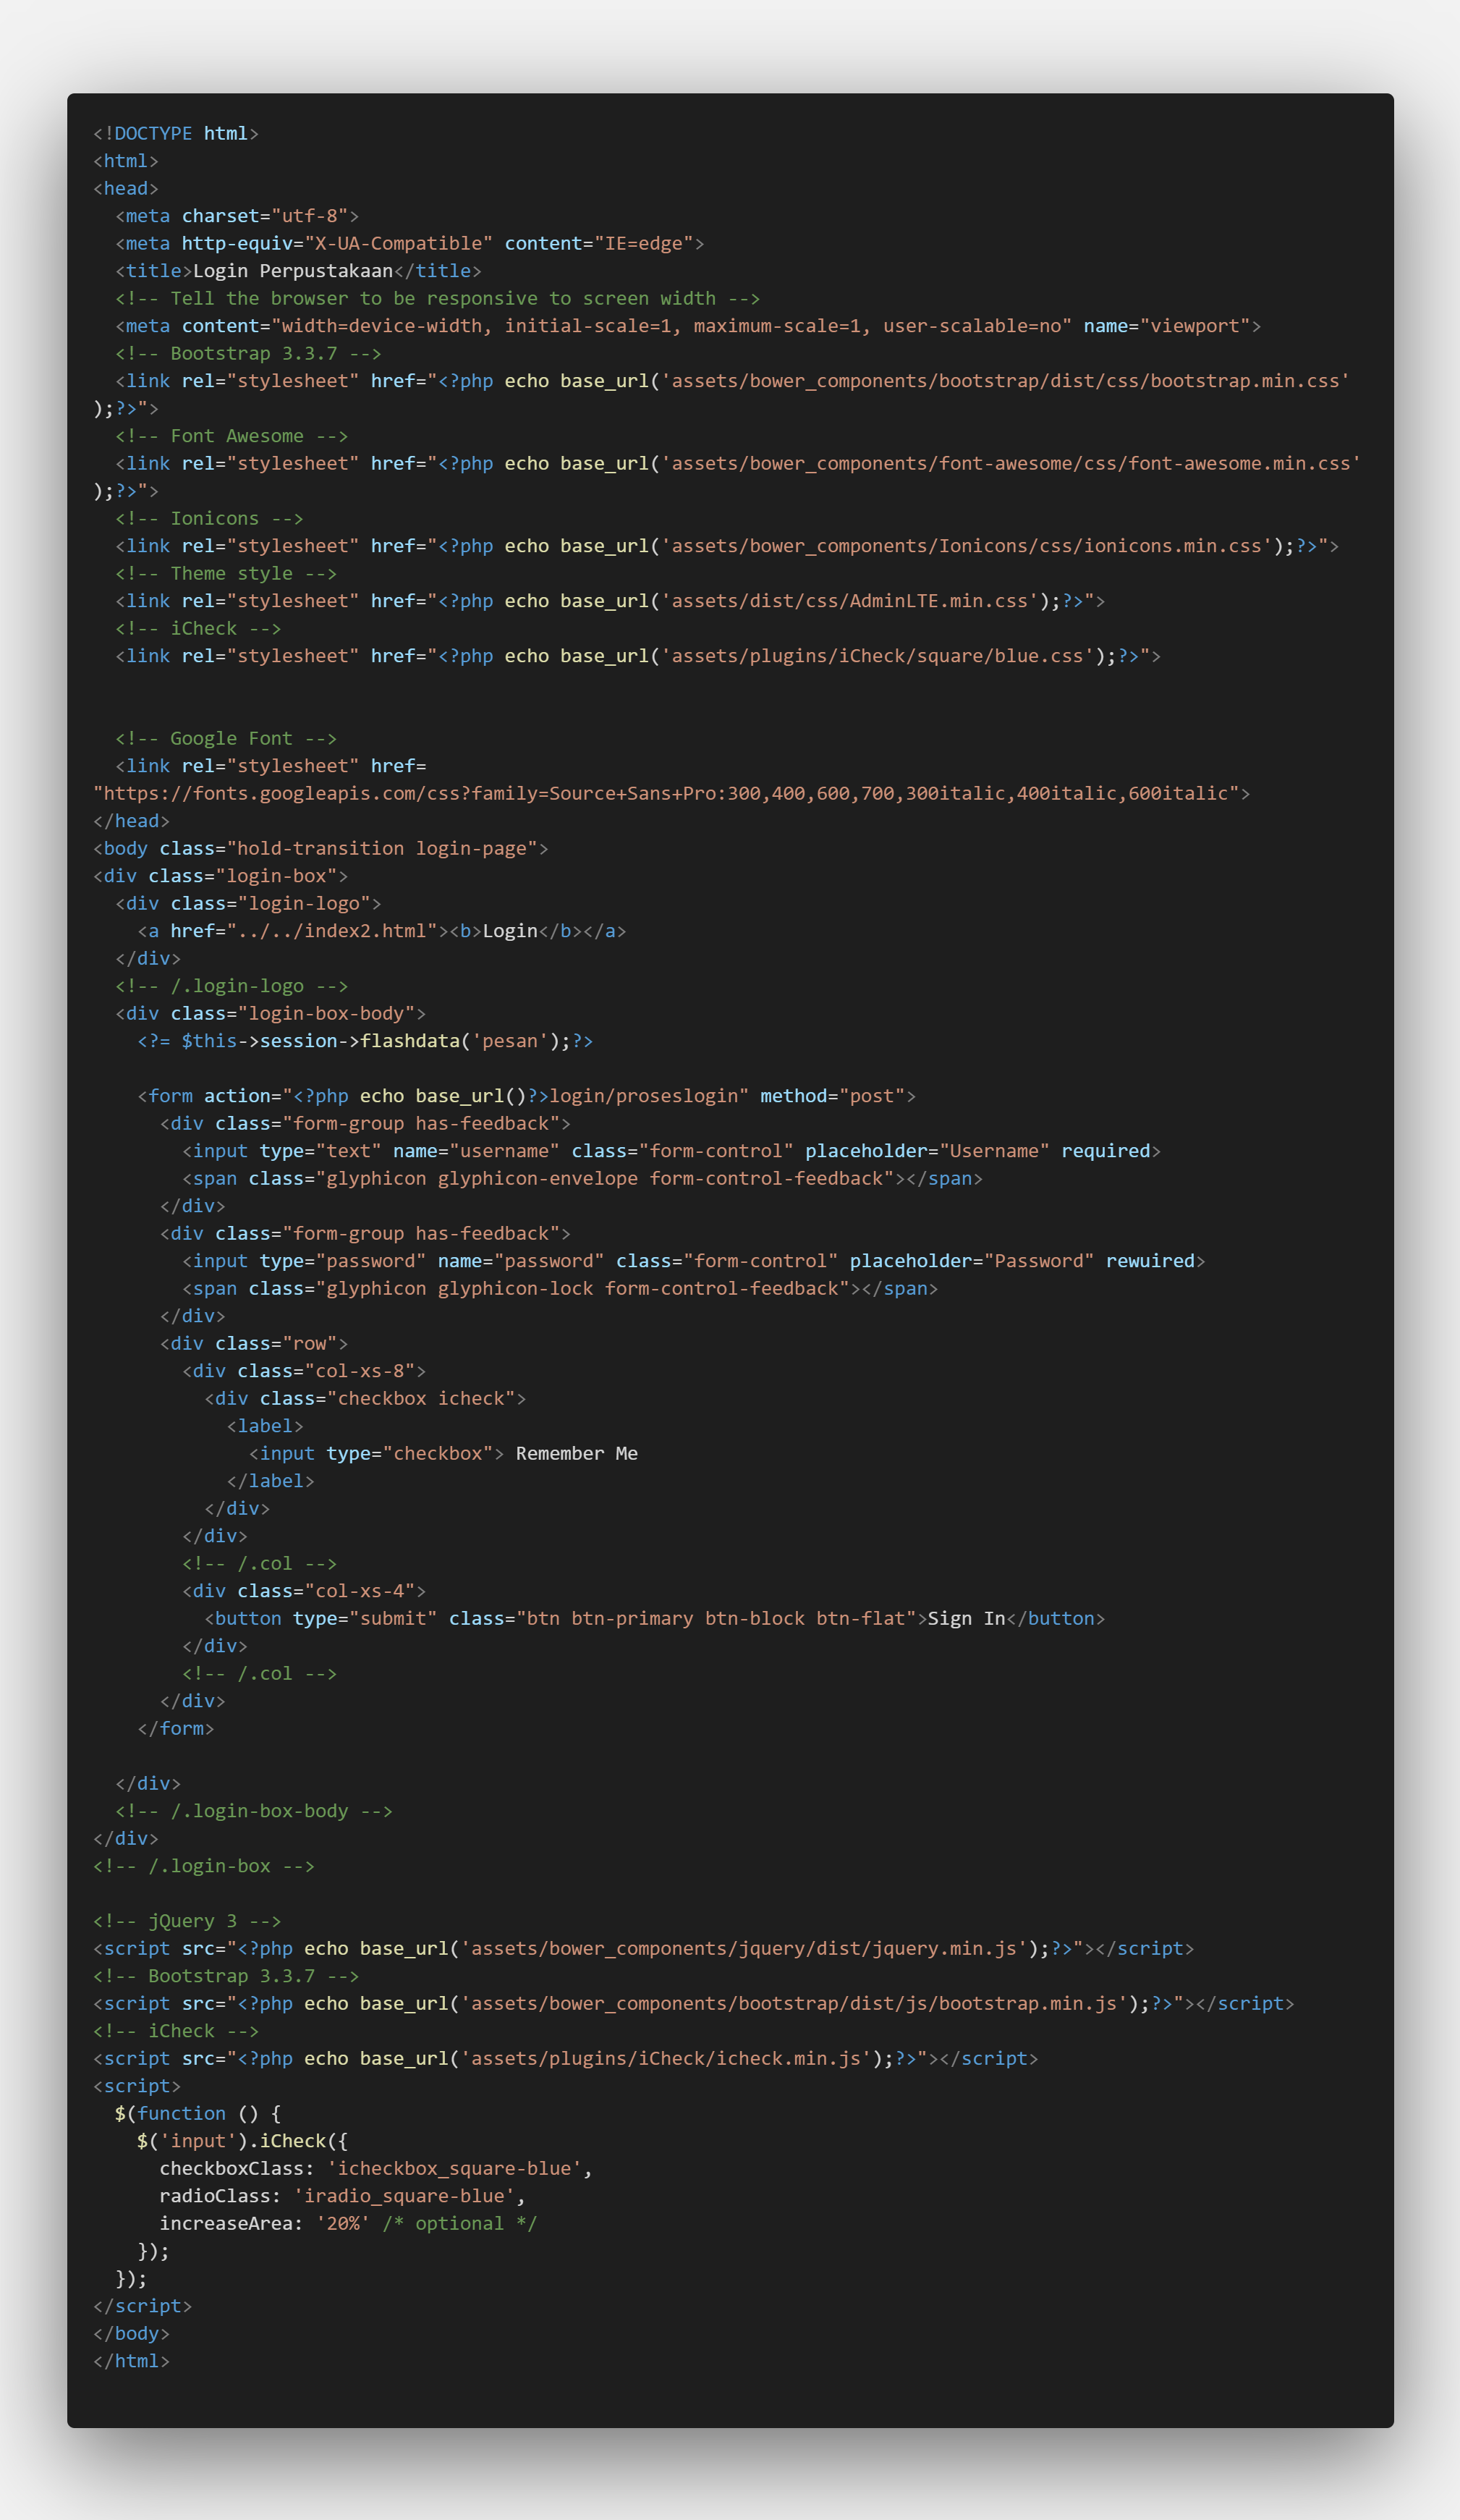 <!DOCTYPE html>
<html>
<head>
  <meta charset="utf-8">
  <meta http-equiv="X-UA-Compatible" content="IE=edge">
  <title>Login Perpustakaan</title>
  <!-- Tell the browser to be responsive to screen width -->
  <meta content="width=device-width, initial-scale=1, maximum-scale=1, user-scalable=no" name="viewport">
  <!-- Bootstrap 3.3.7 -->
  <link rel="stylesheet" href="<?php echo base_url('assets/bower_components/bootstrap/dist/css/bootstrap.min.css'
);?>">
  <!-- Font Awesome -->
  <link rel="stylesheet" href="<?php echo base_url('assets/bower_components/font-awesome/css/font-awesome.min.css'
);?>">
  <!-- Ionicons -->
  <link rel="stylesheet" href="<?php echo base_url('assets/bower_components/Ionicons/css/ionicons.min.css');?>">
  <!-- Theme style -->
  <link rel="stylesheet" href="<?php echo base_url('assets/dist/css/AdminLTE.min.css');?>">
  <!-- iCheck -->
  <link rel="stylesheet" href="<?php echo base_url('assets/plugins/iCheck/square/blue.css');?>">


  <!-- Google Font -->
  <link rel="stylesheet" href=
"https://fonts.googleapis.com/css?family=Source+Sans+Pro:300,400,600,700,300italic,400italic,600italic">
</head>
<body class="hold-transition login-page">
<div class="login-box">
  <div class="login-logo">
    <a href="../../index2.html"><b>Login</b></a>
  </div>
  <!-- /.login-logo -->
  <div class="login-box-body">
    <?= $this->session->flashdata('pesan');?>

    <form action="<?php echo base_url()?>login/proseslogin" method="post">
      <div class="form-group has-feedback">
        <input type="text" name="username" class="form-control" placeholder="Username" required>
        <span class="glyphicon glyphicon-envelope form-control-feedback"></span>
      </div>
      <div class="form-group has-feedback">
        <input type="password" name="password" class="form-control" placeholder="Password" rewuired>
        <span class="glyphicon glyphicon-lock form-control-feedback"></span>
      </div>
      <div class="row">
        <div class="col-xs-8">
          <div class="checkbox icheck">
            <label>
              <input type="checkbox"> Remember Me
            </label>
          </div>
        </div>
        <!-- /.col -->
        <div class="col-xs-4">
          <button type="submit" class="btn btn-primary btn-block btn-flat">Sign In</button>
        </div>
        <!-- /.col -->
      </div>
    </form>

  </div>
  <!-- /.login-box-body -->
</div>
<!-- /.login-box -->

<!-- jQuery 3 -->
<script src="<?php echo base_url('assets/bower_components/jquery/dist/jquery.min.js');?>"></script>
<!-- Bootstrap 3.3.7 -->
<script src="<?php echo base_url('assets/bower_components/bootstrap/dist/js/bootstrap.min.js');?>"></script>
<!-- iCheck -->
<script src="<?php echo base_url('assets/plugins/iCheck/icheck.min.js');?>"></script>
<script>
  $(function () {
    $('input').iCheck({
      checkboxClass: 'icheckbox_square-blue',
      radioClass: 'iradio_square-blue',
      increaseArea: '20%' /* optional */
    });
  });
</script>
</body>
</html>